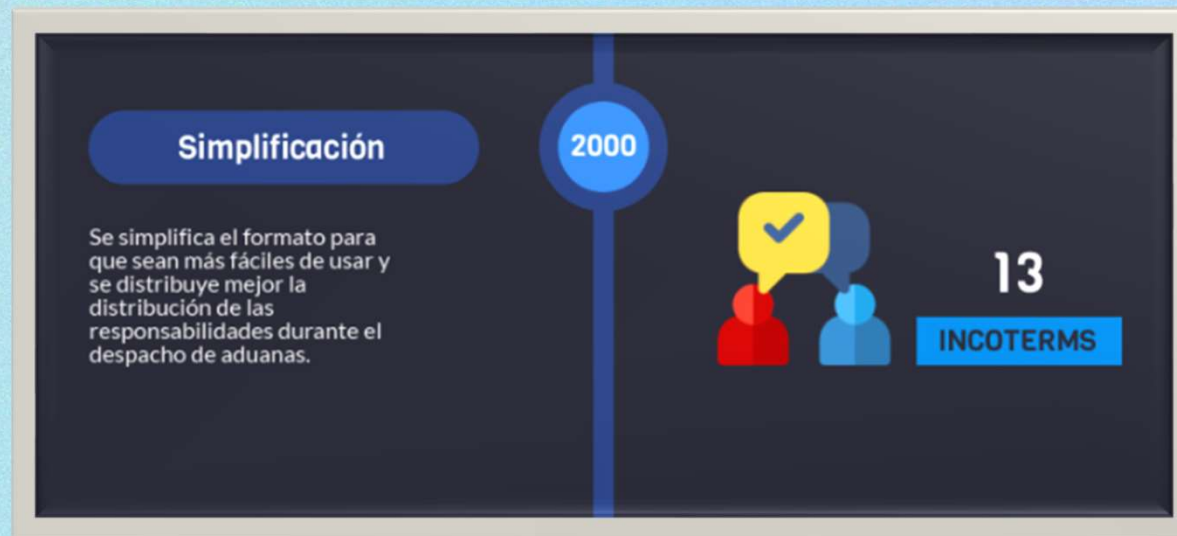 Simplificación
2000
Se simplifica el formato para
que sean más fáciles de usar y
se distribuye mejor la
distribución de las
responsabilidades durante el
despacho de aduanas.
13
INCOTERMS